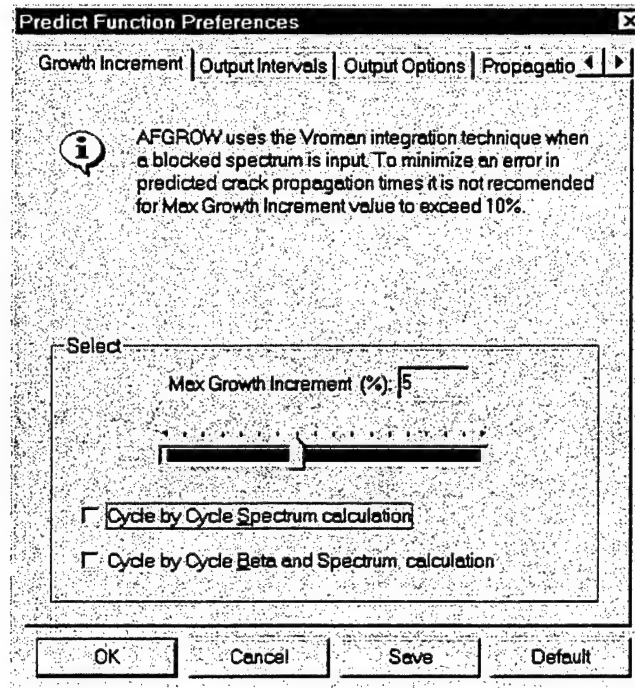 Predict Function Preferences
Growth Increment Output Intervals Output Options Propagatio
AFGROW uses the Vroman integration technique when
a blocked spectrum is input. To minimize an error in
predicted crack propagation times it is not recomended
for Max Growth Increment value to exceed 10%.
Select
Max Growth Increment (%): 5
Cycle by Cycle Spectrum calculation
Cycle by Cycle Beta and Spectrum calculation
OK Cancel Save Default